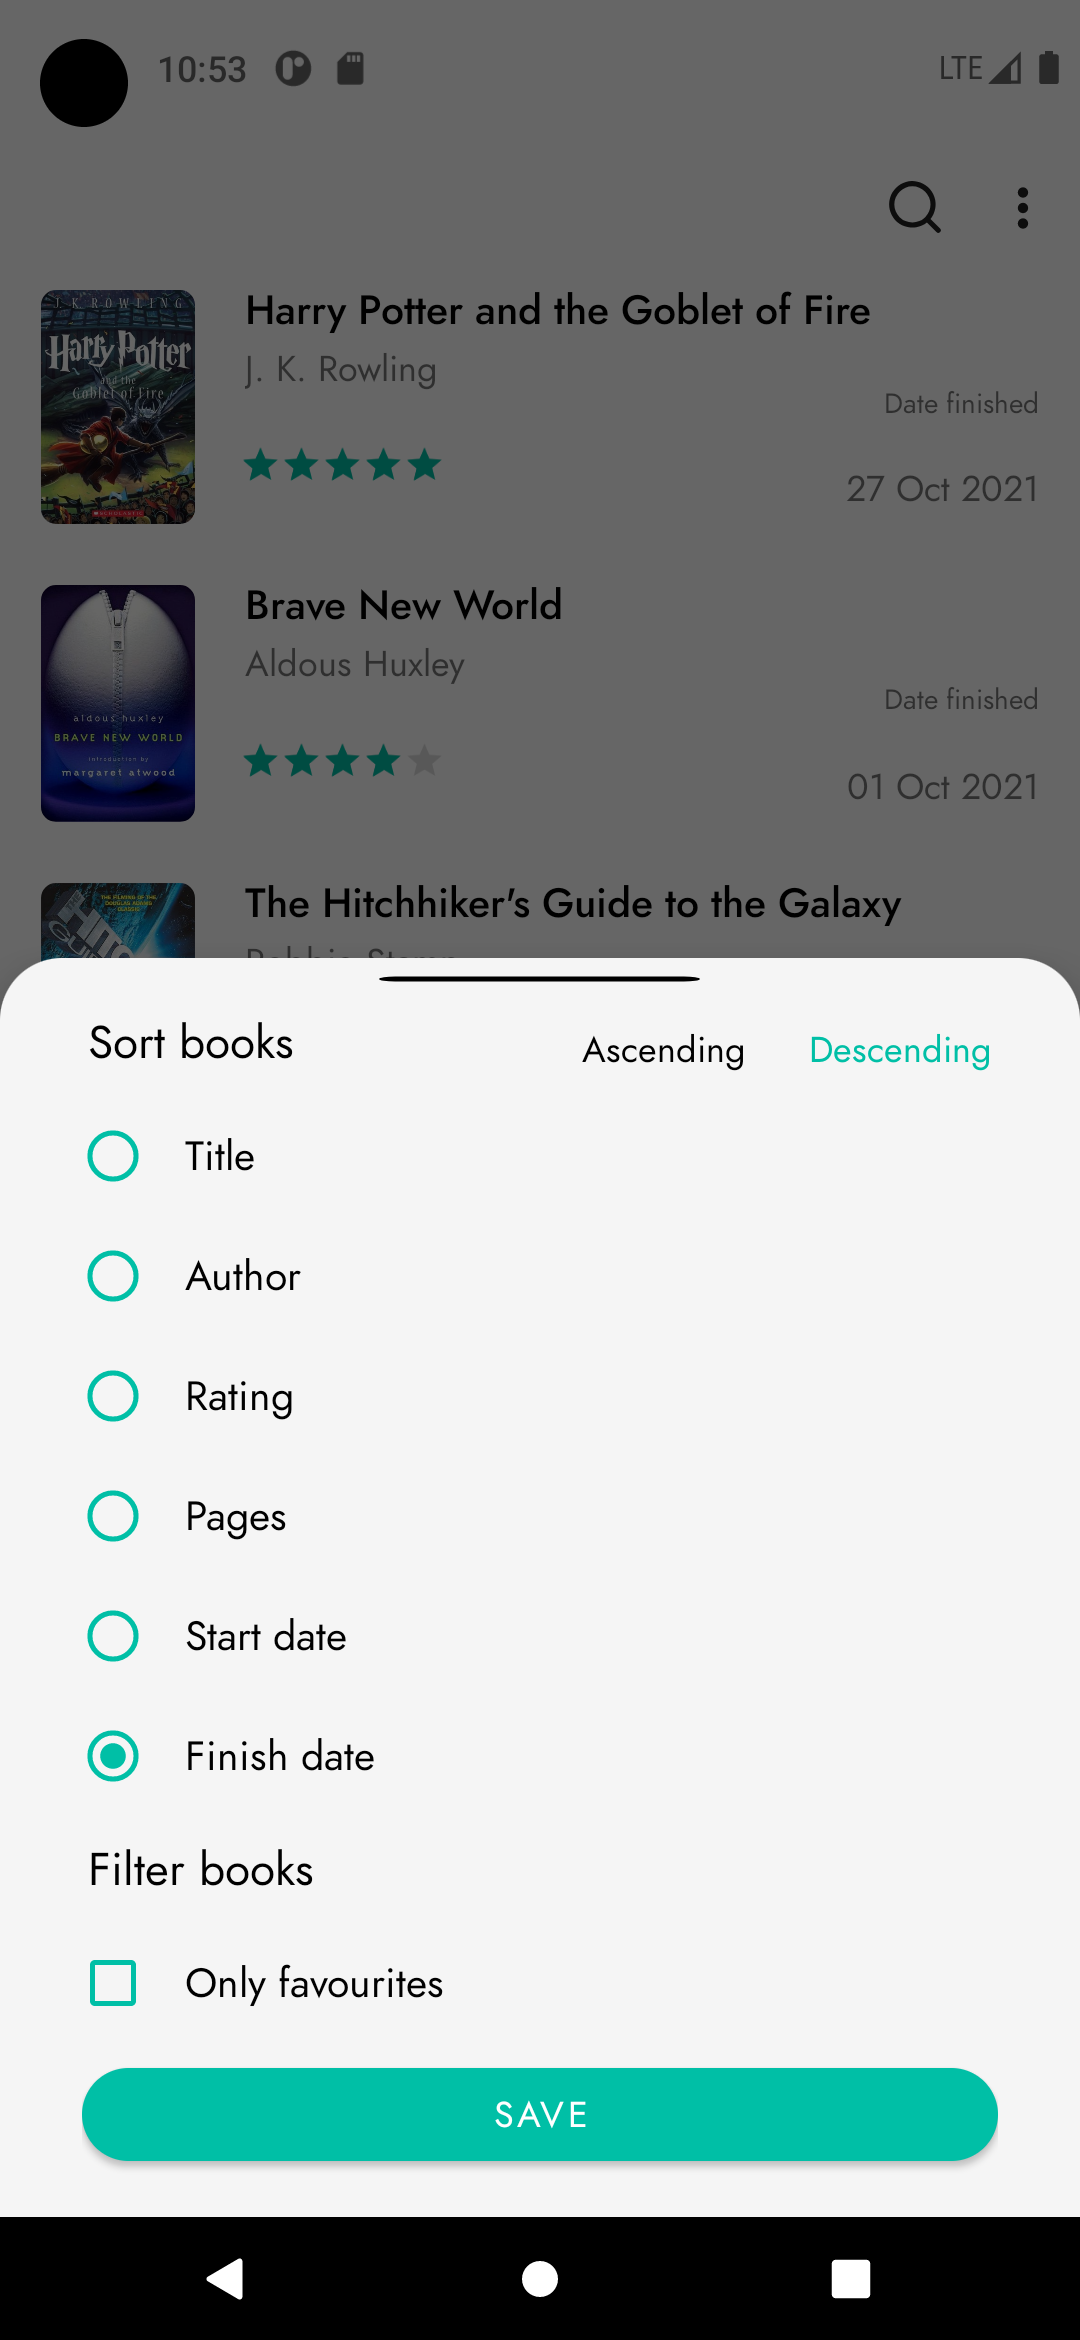 10:53
LTE
J. K. ROWLING
Harry Potter
and the
Goblet of Fire
SCHOLASTIC
Harry Potter and the Goblet of Fire
J. K. Rowling
Date finished
27 Oct 2021
aldous huxley
BRAVE NEW WORLD
introduction by
margaret atwood
Brave New World
Aldous Huxley
Date finished
01 Oct 2021
The Hitchhiker's Guide to the Galaxy
Robbie Stamp
Sort books
Ascending
Descending
Title
Author
Rating
Pages
Start date
Finish date
Filter books
Only favourites
SAVE